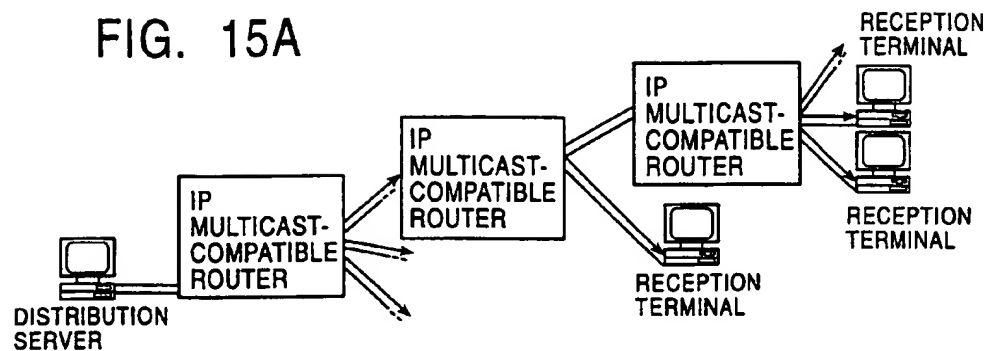 FIG. 15A
RECEPTION
TERMINAL
IP
MULTICAST-
COMPATIBLE
ROUTER
IP
MULTICAST-
COMPATIBLE
ROUTER
IP
MULTICAST-
COMPATIBLE
ROUTER
RECEPTION
TERMINAL
RECEPTION
TERMINAL
DISTRIBUTION
SERVER